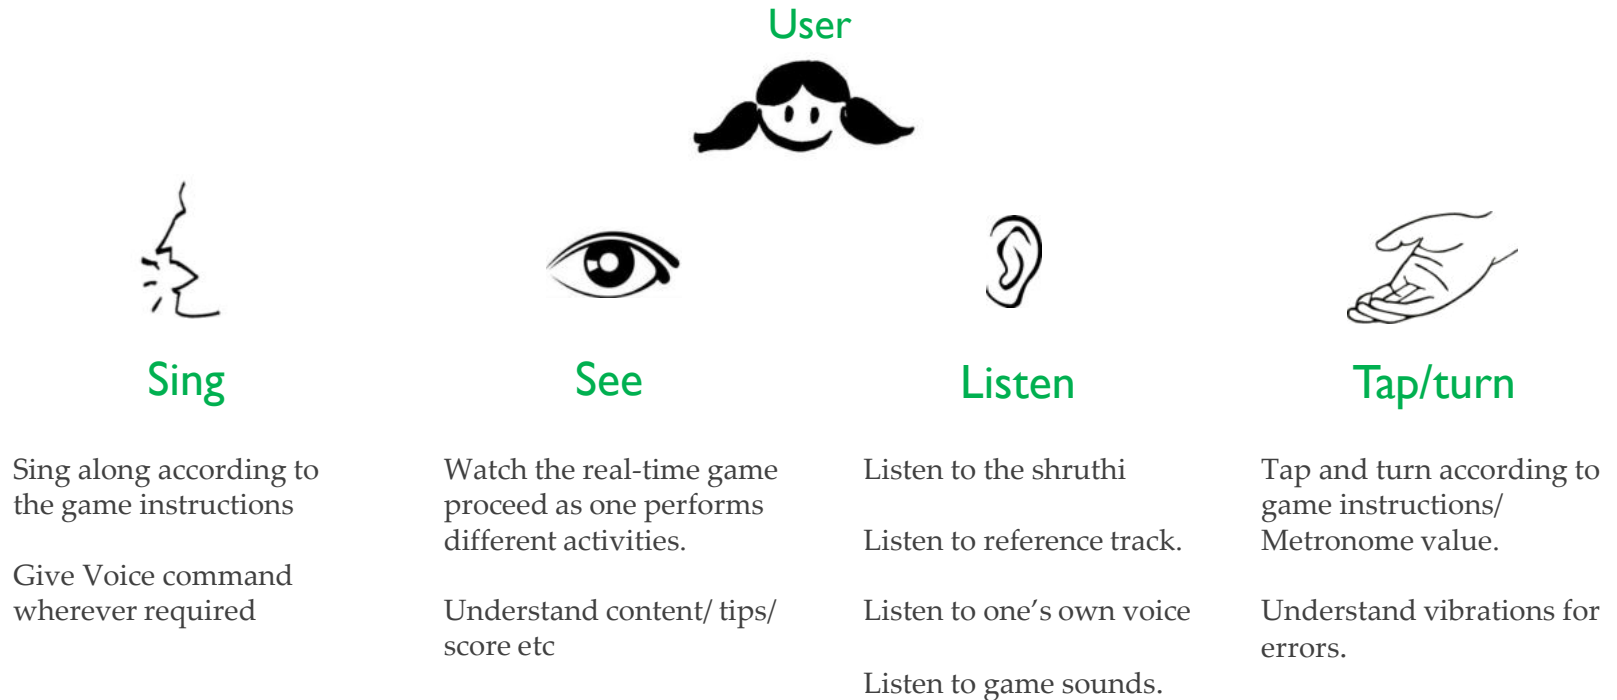 User
Sing
Sing along according to
the game instructions
Give Voice command
wherever required
See
Watch the real-time game
proceed as one performs
different activities.
Understand content/ tips/
score etc
Listen
Listen to the shruthi
Listen to reference track.
Listen to one’s own voice
Listen to game sounds.
Tap/turn
Tap and turn according to
game instructions/
Metronome value.
Understand vibrations for
errors.